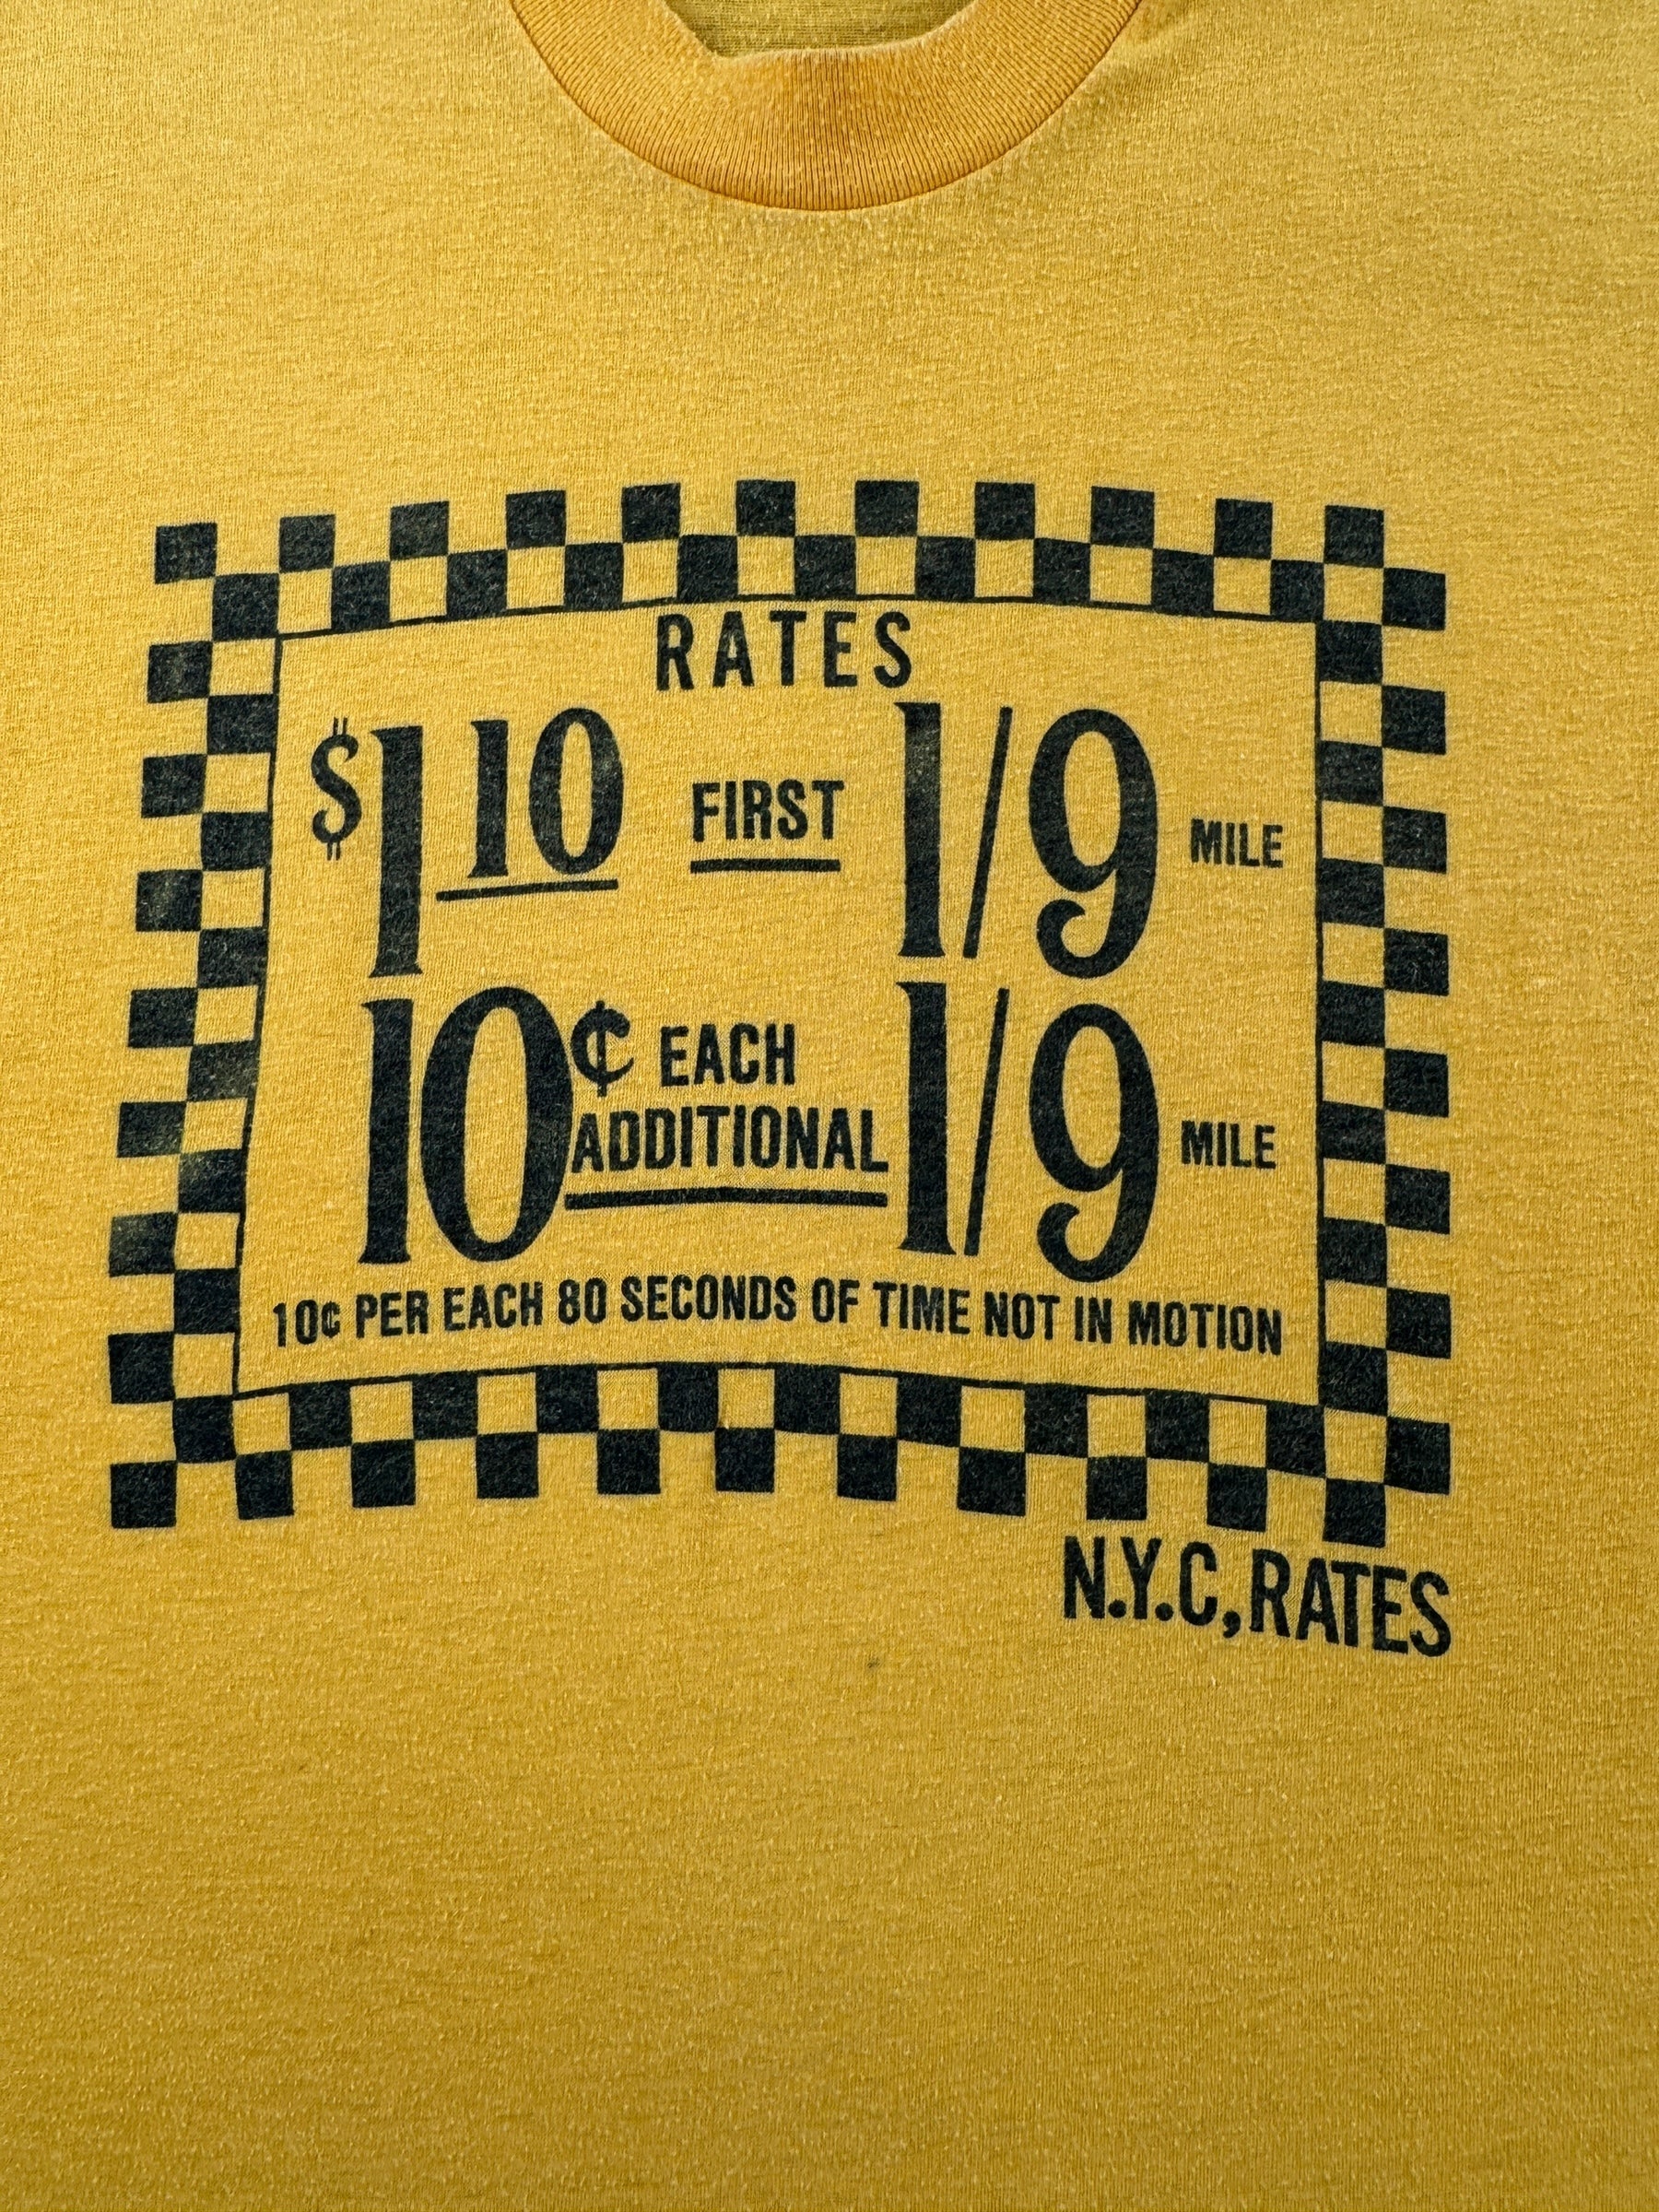 RATES
$1 10 FIRST 1/9 MILE
10¢ EACH ADDITIONAL 1/9 MILE
10¢ PER EACH 80 SECONDS OF TIME NOT IN MOTION
N.Y.C, RATES